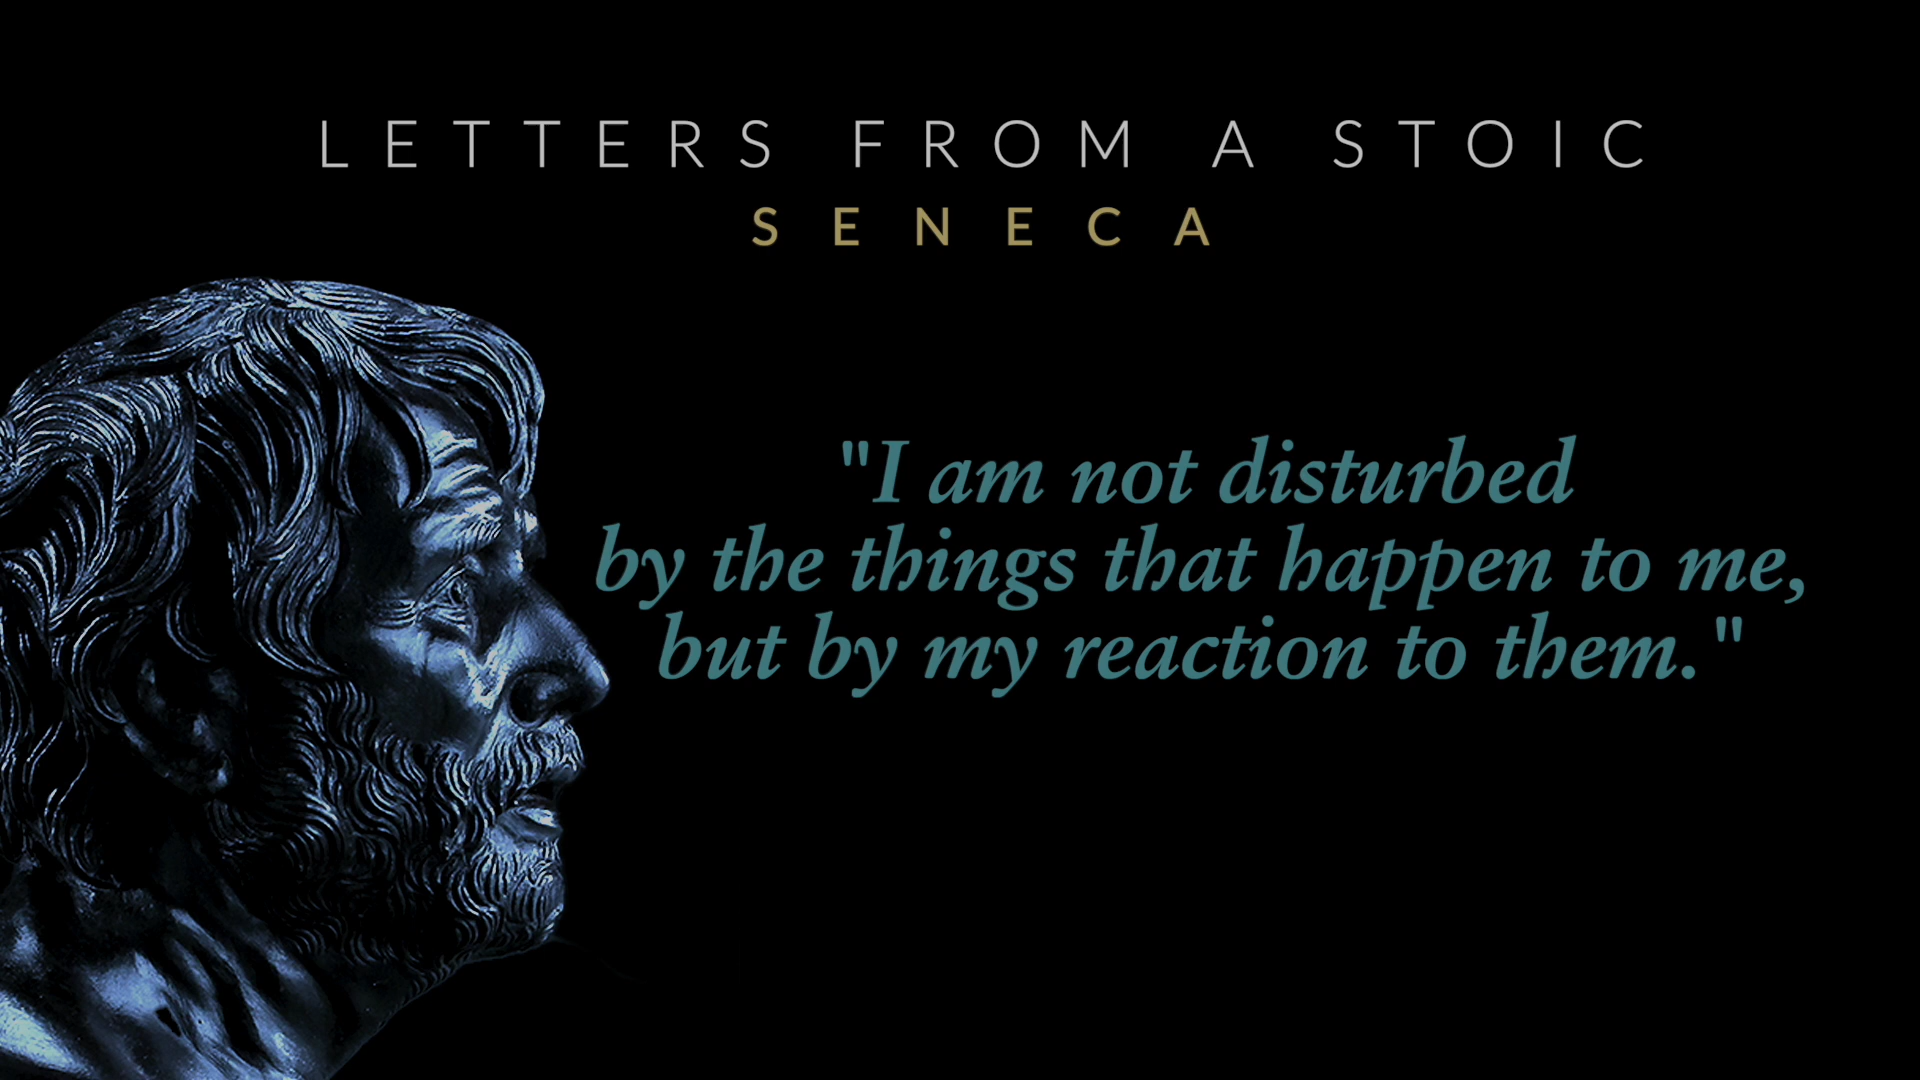 LETTERS FROM A STOIC
SENECA
"I am not disturbed
by the things that happen to me,
but by my reaction to them."